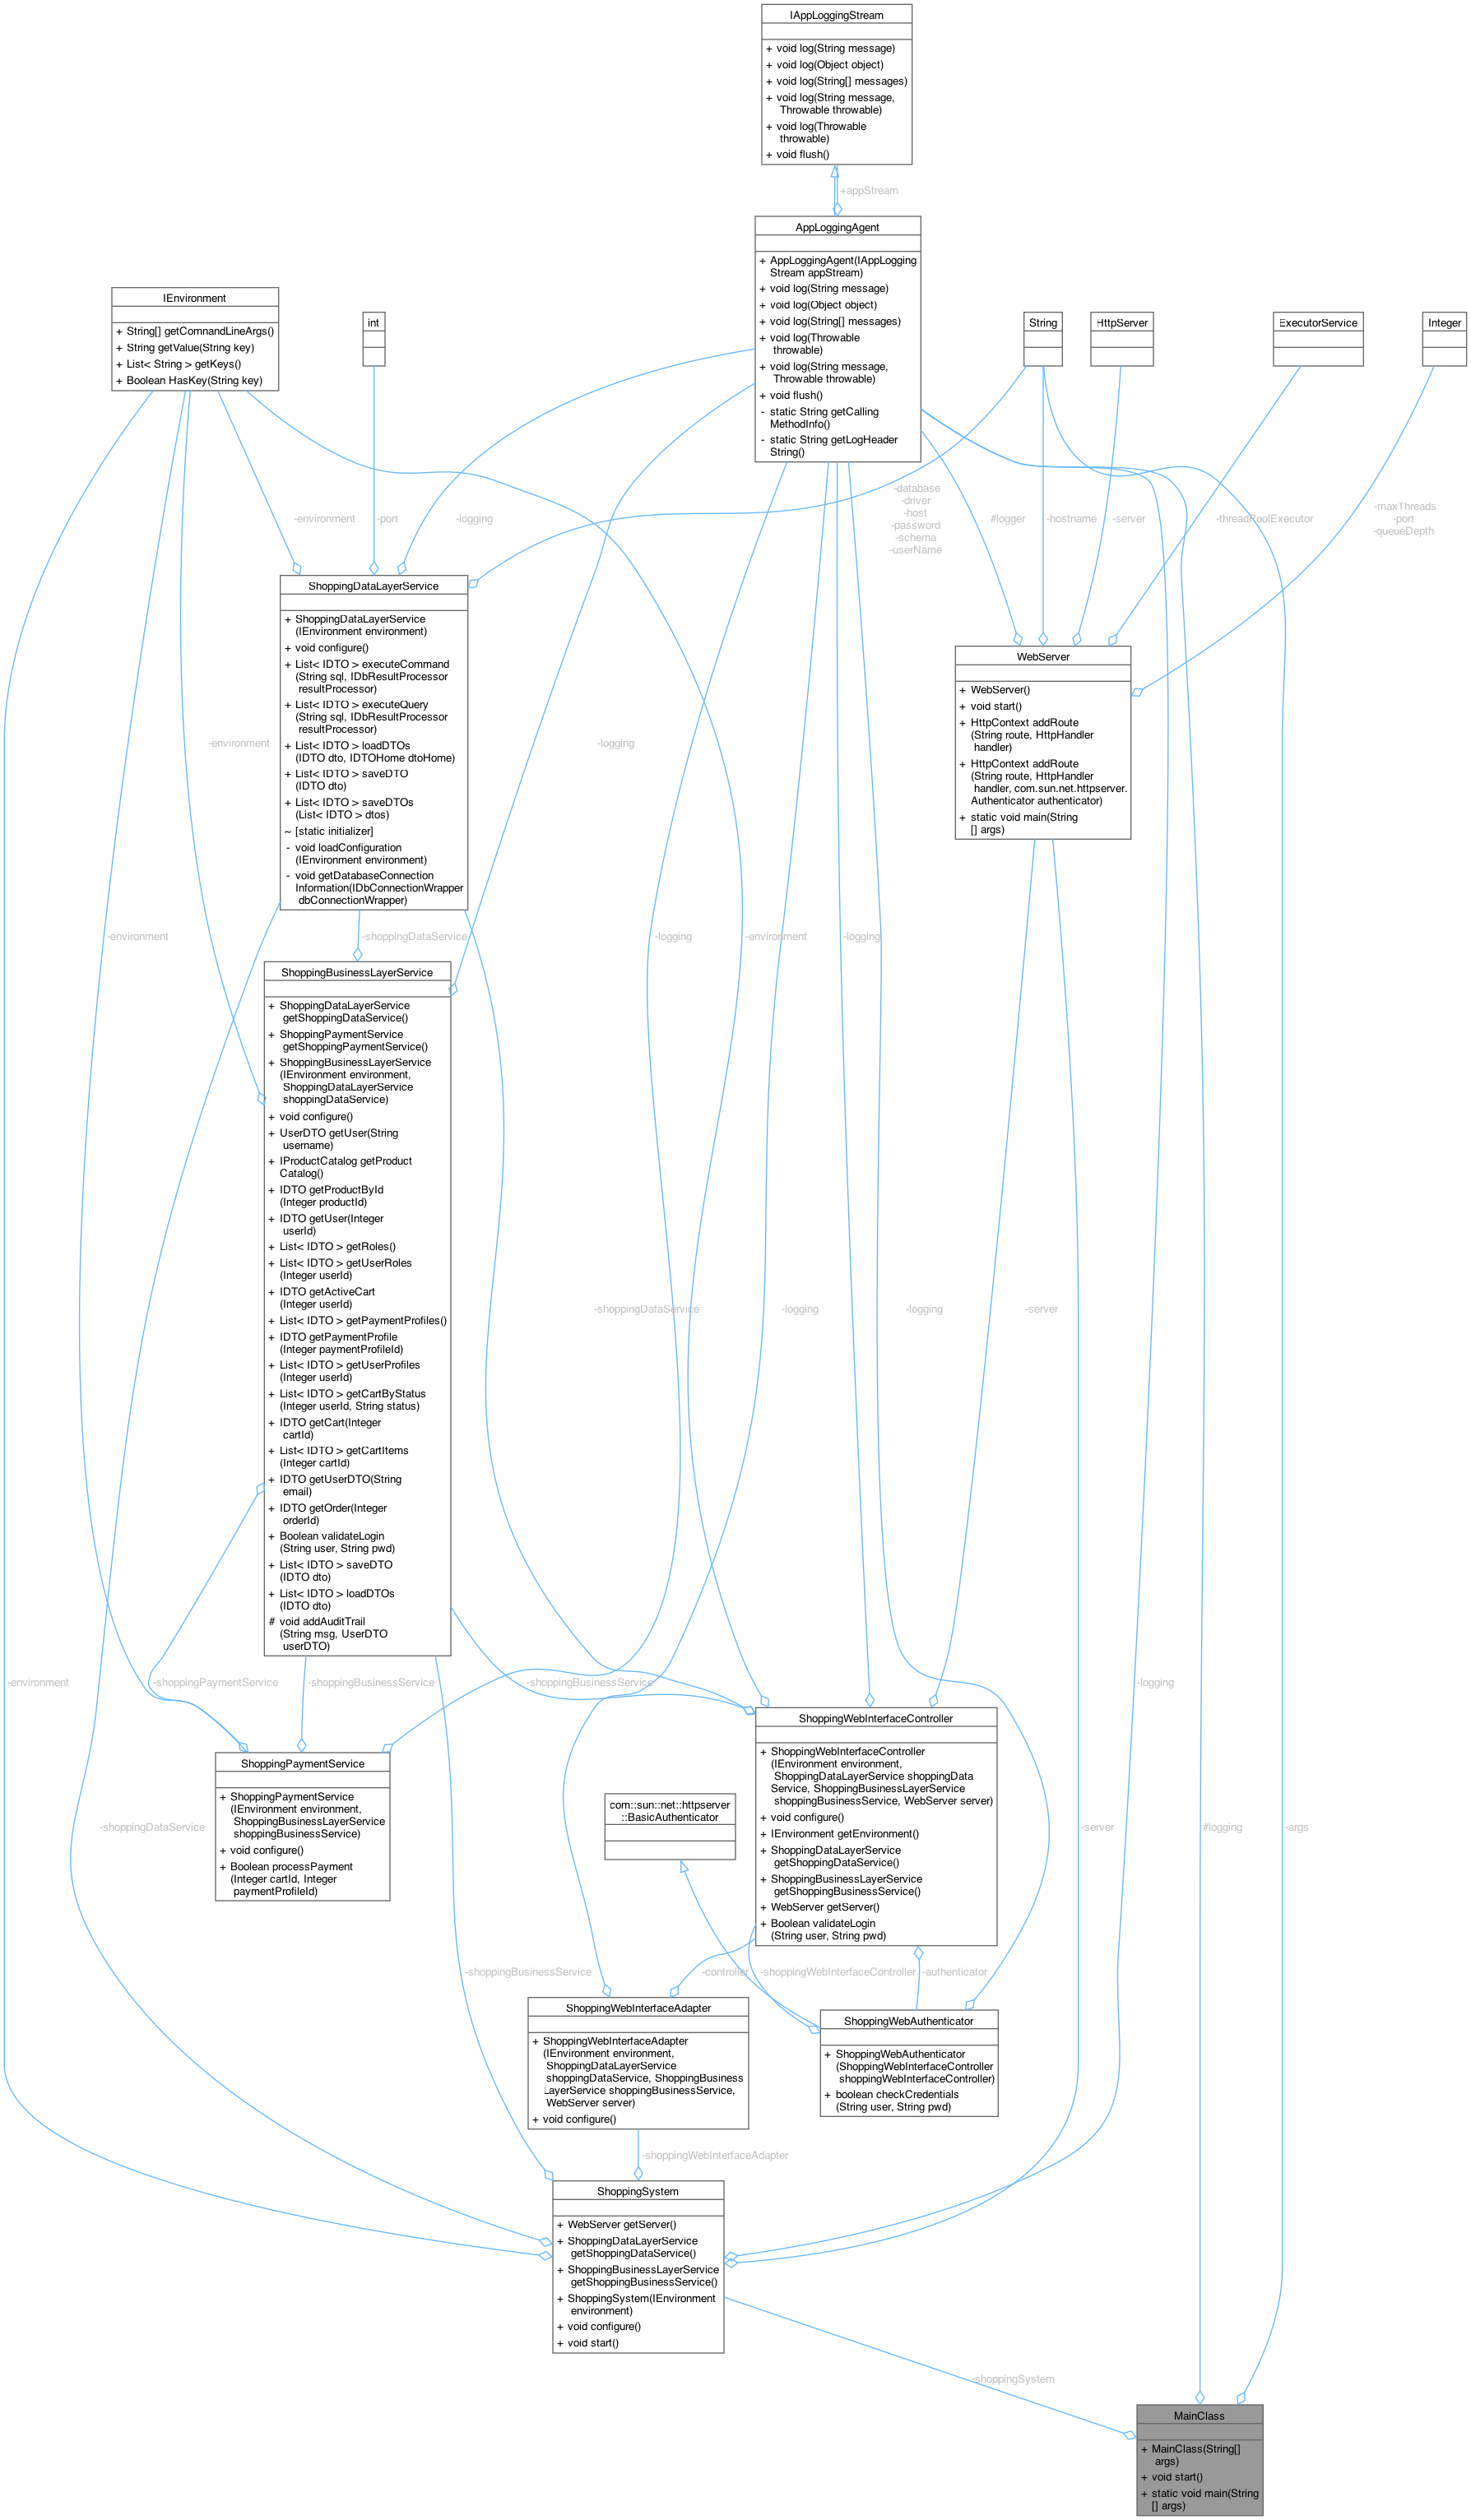 IAppLoggingStream
+ void log(String message)
+ void log(Object object)
+ void log(String[] messages)
+ void log(String message,
Throwable throwable)
+ void log(Throwable
throwable)
+ void flush()
+appStream
AppLoggingAgent
+ AppLoggingAgent(IAppLogging
Stream appStream)
+ void log(String message)
+ void log(Object object)
+ void log(String[] messages)
+ void log(Throwable
throwable)
+ void log(String message,
Throwable throwable)
+ void flush()
- static String getCalling
MethodInfo()
- static String getLogHeader
String()
IEnvironment
+ String[] getComnandLineArgs()
+ String getValue(String key)
+ List< String > getKeys()
+ Boolean HasKey(String key)
int
String
HttpServer
ExecutorService
Integer
-environment
-port
-logging
-database
-driver
-host
-password
-schema
-userName
#logger
-hostname
-server
-threadPoolExecutor
-maxThreads
-port
-queueDepth
ShoppingDataLayerService
+ ShoppingDataLayerService
(IEnvironment environment)
+ void configure()
+ List< IDTO > executeCommand
(String sql, IDbResultProcessor
resultProcessor)
+ List< IDTO > executeQuery
(String sql, IDbResultProcessor
resultProcessor)
+ List< IDTO > loadDTOs
(IDTO dto, IDTOHome dtoHome)
+ List< IDTO > saveDTO
(IDTO dto)
+ List< IDTO > saveDTOs
(List< IDTO > dtos)
~ [static initializer]
- void loadConfiguration
(IEnvironment environment)
- void getDatabaseConnection
Information(IDbConnectionWrapper
dbConnectionWrapper)
WebServer
+ WebServer()
+ void start()
+ HttpContext addRoute
(String route, HttpHandler
handler)
+ HttpContext addRoute
(String route, HttpHandler
handler, com.sun.net.httpserver.
Authenticator authenticator)
+ static void main(String
[] args)
-environment
-logging
-environment
-shoppingDataService
-logging
-environment
-logging
ShoppingBusinessLayerService
+ ShoppingDataLayerService
getShoppingDataService()
+ ShoppingPaymentService
getShoppingPaymentService()
+ ShoppingBusinessLayerService
(IEnvironment environment,
ShoppingDataLayerService
shoppingDataService)
+ void configure()
+ UserDTO getUser(String
username)
+ IProductCatalog getProduct
Catalog()
+ IDTO getProductById
(Integer productId)
+ IDTO getUser(Integer
userId)
+ List< IDTO > getRoles()
+ List< IDTO > getUserRoles
(Integer userId)
+ IDTO getActiveCart
(Integer userId)
+ List< IDTO > getPaymentProfiles()
+ IDTO getPaymentProfile
(Integer paymentProfileId)
+ List< IDTO > getUserProfiles
(Integer userId)
+ List< IDTO > getCartByStatus
(Integer userId, String status)
+ IDTO getCart(Integer
cartId)
+ List< IDTO > getCartItems
(Integer cartId)
+ IDTO getUserDTO(String
email)
+ IDTO getOrder(Integer
orderId)
+ Boolean validateLogin
(String user, String pwd)
+ List< IDTO > saveDTO
(IDTO dto)
+ List< IDTO > loadDTOs
(IDTO dto)
# void addAuditTrail
(String msg, UserDTO
userDTO)
-shoppingDataService
-logging
-logging
-server
-environment
-shoppingPaymentService
-shoppingBusinessService
-shoppingBusinessService
-logging
ShoppingPaymentService
+ ShoppingPaymentService
(IEnvironment environment,
ShoppingBusinessLayerService
shoppingBusinessService)
+ void configure()
+ Boolean processPayment
(Integer cartId, Integer
paymentProfileId)
com::sun::net::httpserver
::BasicAuthenticator
ShoppingWebInterfaceController
+ ShoppingWebInterfaceController
(IEnvironment environment,
ShoppingDataLayerService shoppingData
Service, ShoppingBusinessLayerService
shoppingBusinessService, WebServer server)
+ void configure()
+ IEnvironment getEnvironment()
+ ShoppingDataLayerService
getShoppingDataService()
+ ShoppingBusinessLayerService
getShoppingBusinessService()
+ WebServer getServer()
+ Boolean validateLogin
(String user, String pwd)
-shoppingDataService
-server
#logging
-args
-shoppingBusinessService
-controller
-shoppingWebInterfaceController
-authenticator
ShoppingWebInterfaceAdapter
+ ShoppingWebInterfaceAdapter
(IEnvironment environment,
ShoppingDataLayerService
shoppingDataService, ShoppingBusiness
LayerService shoppingBusinessService,
WebServer server)
+ void configure()
ShoppingWebAuthenticator
+ ShoppingWebAuthenticator
(ShoppingWebInterfaceController
shoppingWebInterfaceController)
+ boolean checkCredentials
(String user, String pwd)
-shoppingWebInterfaceAdapter
ShoppingSystem
+ WebServer getServer()
+ ShoppingDataLayerService
getShoppingDataService()
+ ShoppingBusinessLayerService
getShoppingBusinessService()
+ ShoppingSystem(IEnvironment
environment)
+ void configure()
+ void start()
-shoppingSystem
MainClass
+ MainClass(String[]
args)
+ void start()
+ static void main(String
[] args)